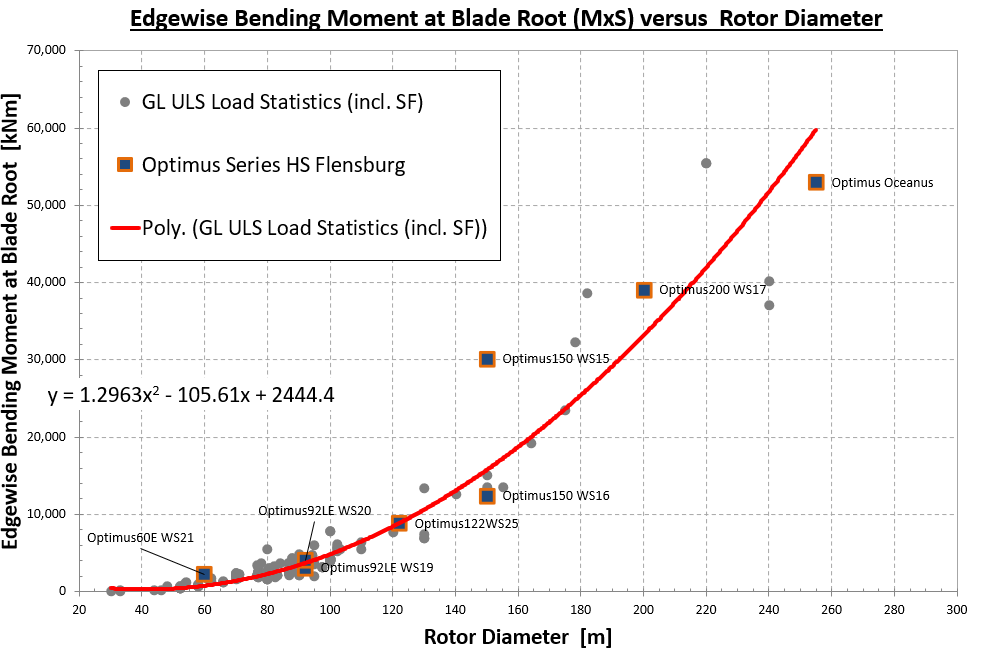 Edgewise Bending Moment at Blade Root (MxS) versus Rotor Diameter
Edgewise Bending Moment at Blade Root [kNm]
70,000
60,000
50,000
40,000
30,000
20,000
10,000
0
GL ULS Load Statistics (incl. SF)
Optimus Series HS Flensburg
Poly. (GL ULS Load Statistics (incl. SF))
Optimus Oceanus
Optimus200 WS17
Optimus150 WS15
y = 1.2963x² - 105.61x + 2444.4
Optimus150 WS16
Optimus92LE WS20
Optimus122WS25
Optimus60E WS21
Optimus92LE WS19
20 40 60 80 100 120 140 160 180 200 220 240 260 280 300
Rotor Diameter [m]